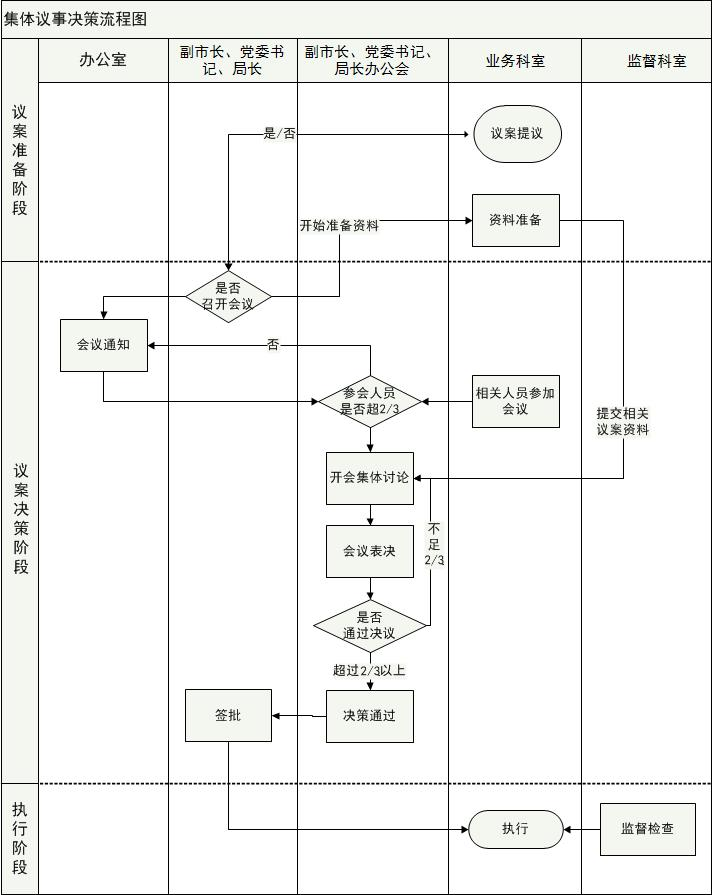 集体议事决策流程图
办公室
副市长、党委书
记、局长
副市长、党委书记、
局长办公会
业务科室
监督科室
议案准备阶段
是/否
议案提议
开始准备资料
资料准备
议案决策阶段
是否
召开会议
会议通知
否
参会人员
是否超2/3
相关人员参加
会议
提交相关
议案资料
开会集体讨论
不
足
2/3
会议表决
是否
通过决议
超过2/3以上
签批
决策通过
执行阶段
执行
监督检查